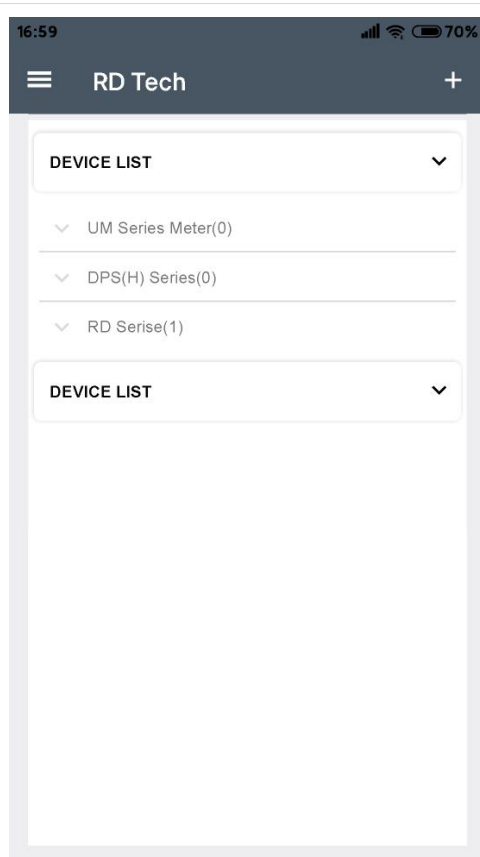 16:59
70%
RD Tech
DEVICE LIST
UM Series Meter(0)
DPS(H) Series(0)
RD Serise(1)
DEVICE LIST